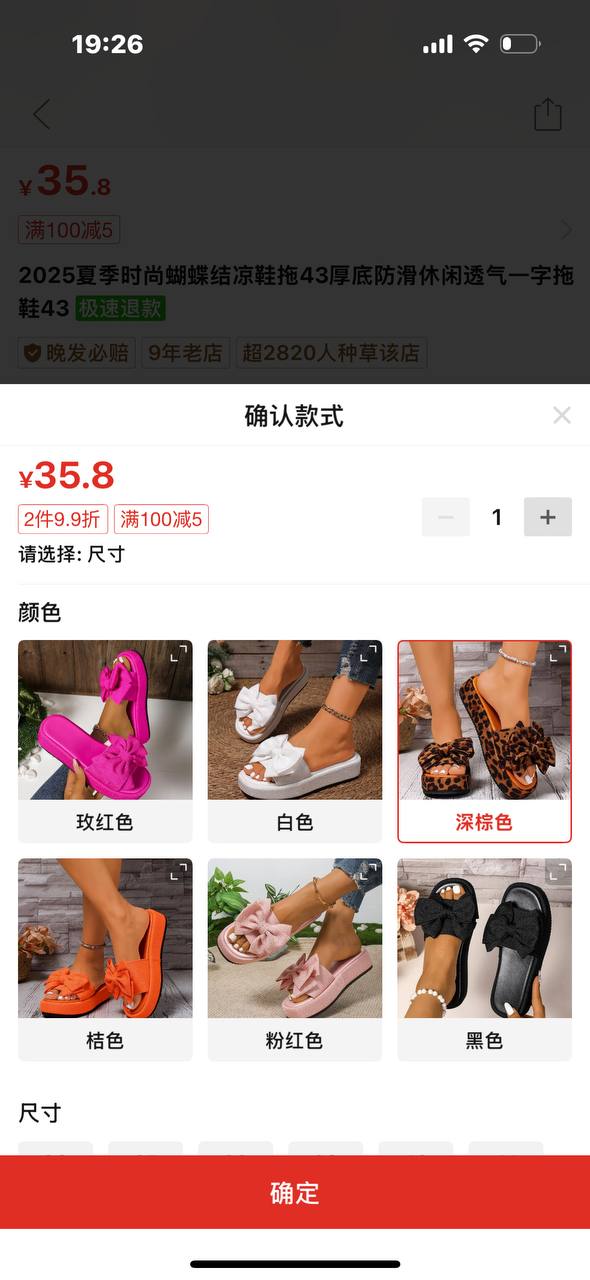 19:26
¥35.8
满100减5
2025夏季时尚蝴蝶结凉鞋拖43厚底防滑休闲透气一字拖
鞋43 极速退款
晚发必赔 9年老店 超2820人种草该店
确认款式
¥35.8
2件9.9折 满100减5
1
请选择: 尺寸
颜色
玫红色 白色 深棕色
桔色 粉红色 黑色
尺寸
确定